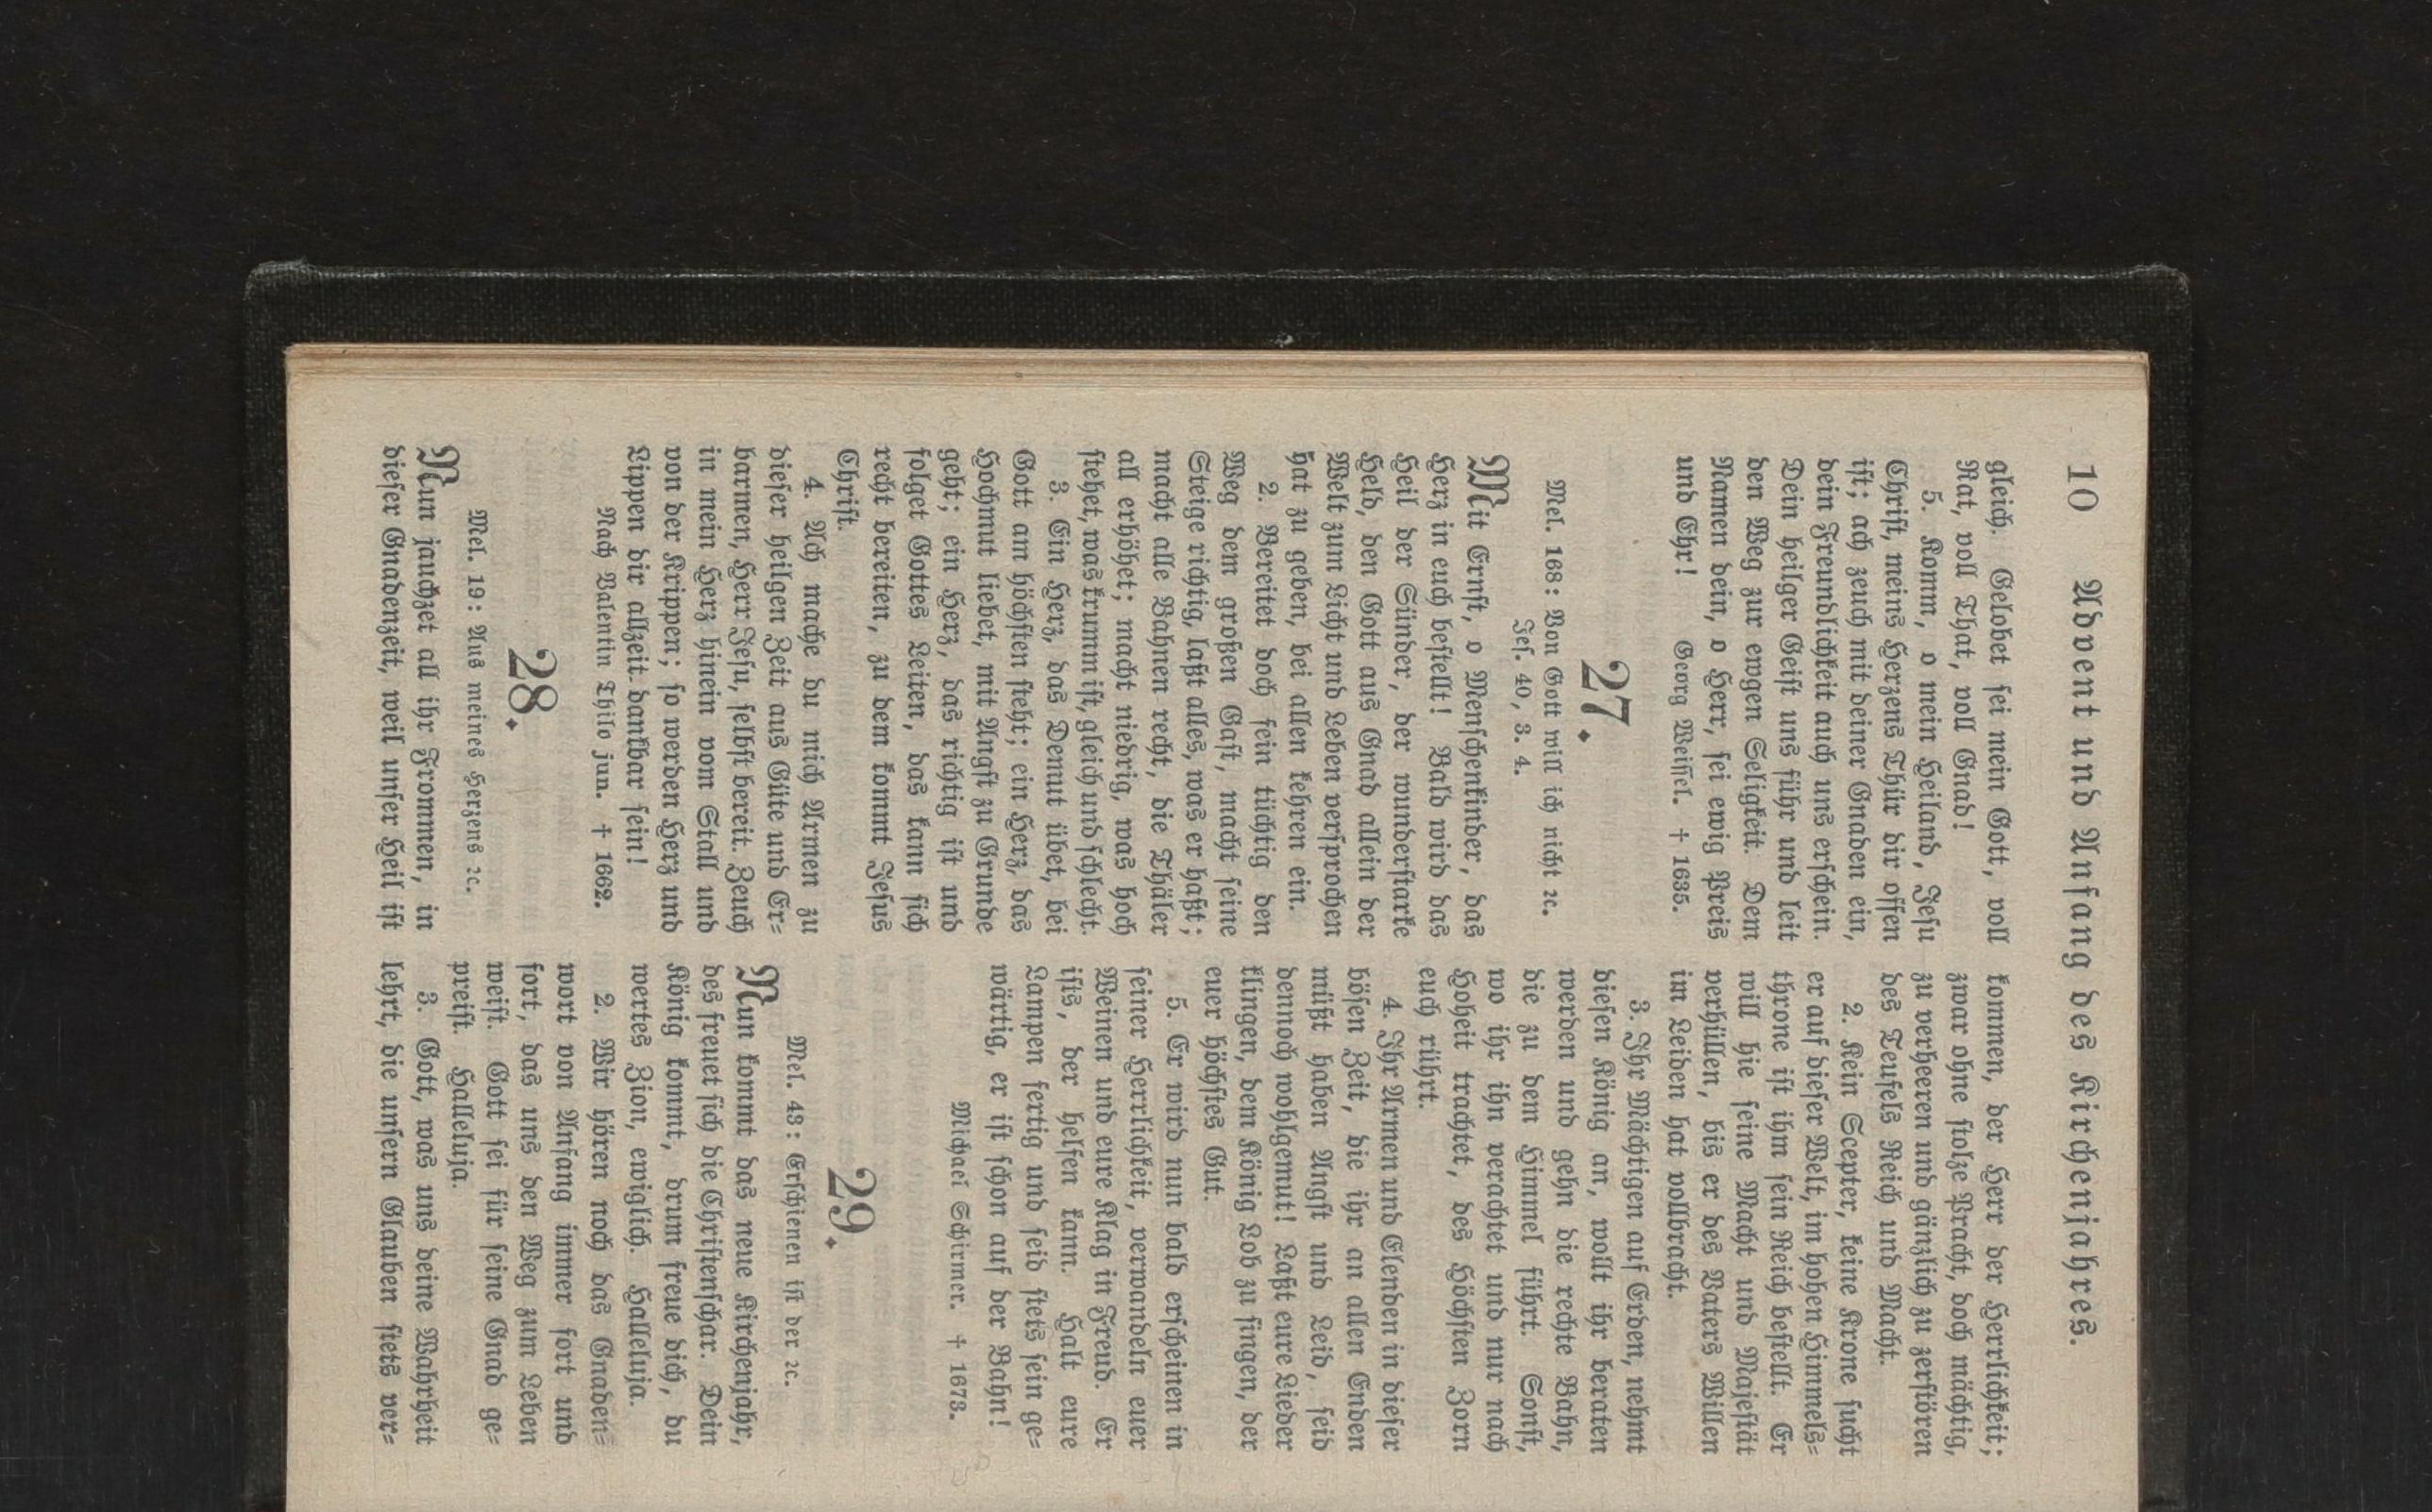 10 Advent und Anfang des Kirchenjahres.
gleich. Gelobet sei mein Gott, voll
Rat, voll That, voll Gnad!
5. Komm, o mein Heiland, Jesu
Christ, meins Herzens Thür dir offen
ist; ach zeuch mit deiner Gnaden ein,
dein Freundlichkeit auch uns erschein.
Dein heilger Geist uns führ und leit
den Weg zur ewgen Seligkeit. Dem
Namen dein, o Herr, sei ewig Preis
und Ehr! Georg Weissel. † 1635.
27.
Mel. 168: Von Gott will ich nicht ꝛc.
Jes. 40, 3. 4.
Mit Ernst, o Menschenkinder, das
Herz in euch bestellt! Bald wird das
Heil der Sünder, der wunderstarke
Held, den Gott aus Gnad allein der
Welt zum Licht und Leben versprochen
hat zu geben, bei allen kehren ein.
2. Bereitet doch fein tüchtig den
Weg dem großen Gast, macht seine
Steige richtig, laßt alles, was er haßt;
macht alle Bahnen recht, die Thäler
all erhöhet; macht niedrig, was hoch
stehet, was krumm ist, gleich und schlecht.
3. Ein Herz, das Demut übet, bei
Gott am höchsten steht; ein Herz, das
Hochmut liebet, mit Angst zu Grunde
geht; ein Herz, das richtig ist und
folget Gottes Leiten, das kann sich
recht bereiten, zu dem kommt Jesus
Christ.
4. Ach mache du mich Armen zu
dieser heilgen Zeit aus Güte und Er-
barmen, Herr Jesu, selbst bereit. Zeuch
in mein Herz hinein vom Stall und
von der Krippen; so werden Herz und
Lippen dir allzeit dankbar sein!
Nach Valentin Thilo jun. † 1662.
28.
Mel. 19: Aus meines Herzens ꝛc.
Nun jauchzet all ihr Frommen, in
dieser Gnadenzeit, weil unser Heil ist
kommen, der Herr der Herrlichkeit;
zwar ohne stolze Pracht, doch mächtig,
zu verheeren und gänzlich zu zerstören
des Teufels Reich und Macht.
2. Kein Scepter, keine Krone sucht
er auf dieser Welt, im hohen Himmels-
throne ist ihm sein Reich bestellt. Er
will hie seine Macht und Majestät
verhüllen, bis er des Vaters Willen
im Leiden hat vollbracht.
3. Ihr Mächtigen auf Erden, nehmt
diesen König an, wollt ihr beraten
werden und gehn die rechte Bahn,
die zu dem Himmel führt. Sonst,
wo ihr ihn verachtet und nur nach
Hoheit trachtet, des Höchsten Zorn
euch rührt.
4. Ihr Armen und Elenden in dieser
bösen Zeit, die ihr an allen Enden
müßt haben Angst und Leid, seid
dennoch wohlgemut! Laßt eure Lieder
klingen, dem König Lob zu singen, der
euer höchstes Gut.
5. Er wird nun bald erscheinen in
seiner Herrlichkeit, verwandeln euer
Weinen und eure Klag in Freud. Er
ists, der helfen kann. Halt eure
Lampen fertig und seid stets sein ge-
wärtig, er ist schon auf der Bahn!
Michael Schirmer. † 1673.
29.
Mel. 43: Erschienen ist der ꝛc.
Nun kommt das neue Kirchenjahr,
des freuet sich die Christenschar. Dein
König kommt, drum freue dich, du
wertes Zion, ewiglich. Halleluja.
2. Wir hören noch das Gnaden-
wort von Anfang immer fort und
fort, das uns den Weg zum Leben
weist. Gott sei für seine Gnad ge-
preist. Halleluja.
3. Gott, was uns deine Wahrheit
lehrt, die unsern Glauben stets ver-